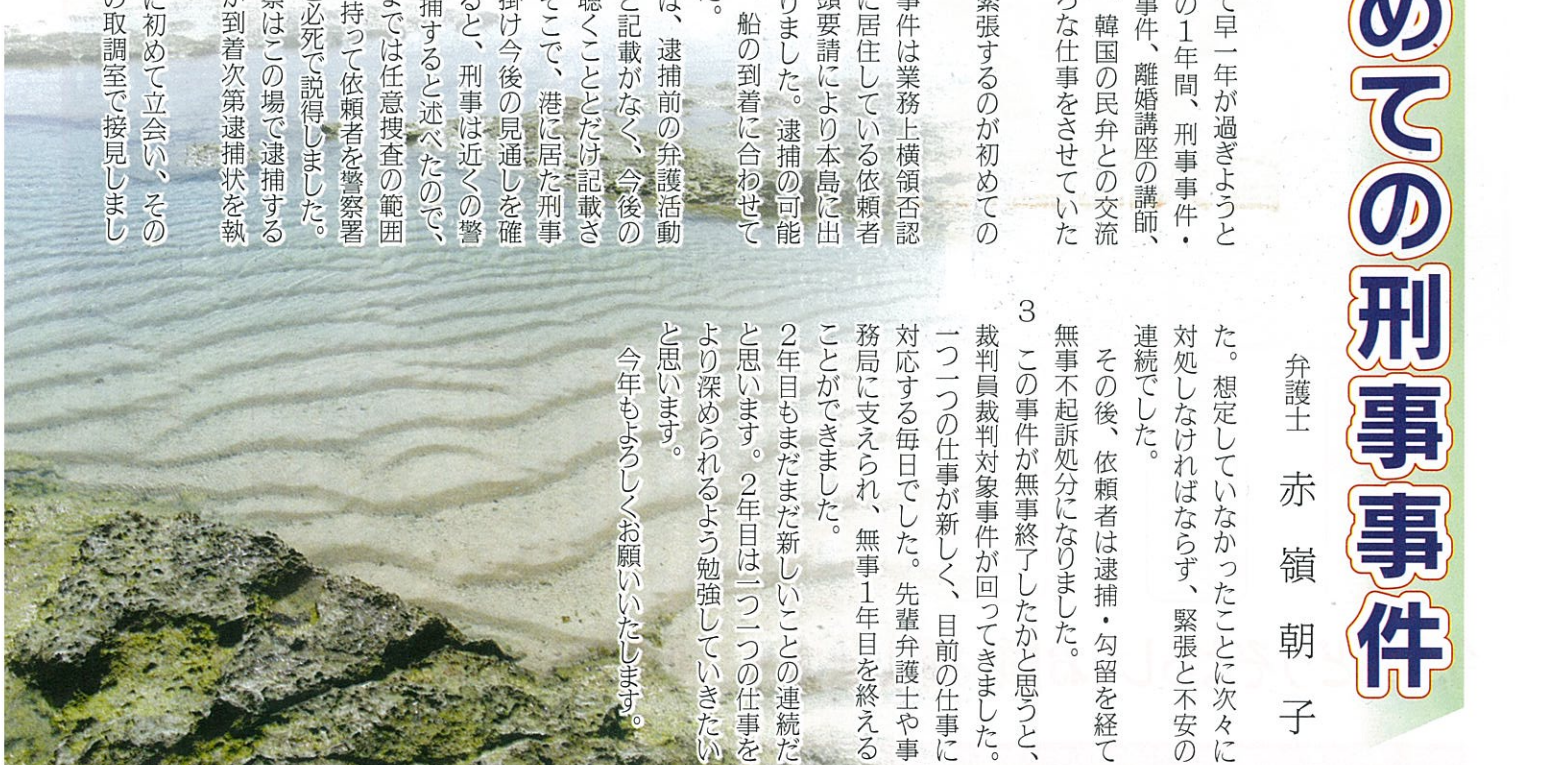 めての刑事事件
弁護士 赤嶺朝子
て早一年が過ぎようと
の1年間、刑事事件・
事件、離婚講座の講師、
韓国の民弁との交流
ろな仕事をさせていた
緊張するのが初めての
事件は業務上横領否認
に居住している依頼者
頭要請により本島に出
りました。逮捕の可能
船の到着に合わせて
。
は、逮捕前の弁護活動
と記載がなく、今後の
聴くこととだけ記載さ
そこで、港に居た刑事
掛け今後の見通しを確
ると、刑事は近くの警
捕すると述べたので、
までは任意捜査の範囲
持って依頼者を警察署
必死で説得しました。
察はこの場で逮捕する
が到着次第逮捕状を執
に初めて立会い、その
の取調室で接見しまし
た。想定していなかったことに次々に
対処しなければならず、緊張と不安の
連続でした。
その後、依頼者は逮捕・勾留を経て
無事不起訴処分になりました。
3 この事件が無事終了したかと思うと、
裁判員裁判対象事件が回ってきました。
一つ一つの仕事が新しく、目前の仕事に
対応する毎日でした。先輩弁護士や事
務局に支えられ、無事1年目を終える
ことができました。
2年目もまだまだ新しいことの連続だ
と思います。2年目は一つ一つの仕事を
より深められるよう勉強していきたい
と思います。
今年もよろしくお願いいたします。